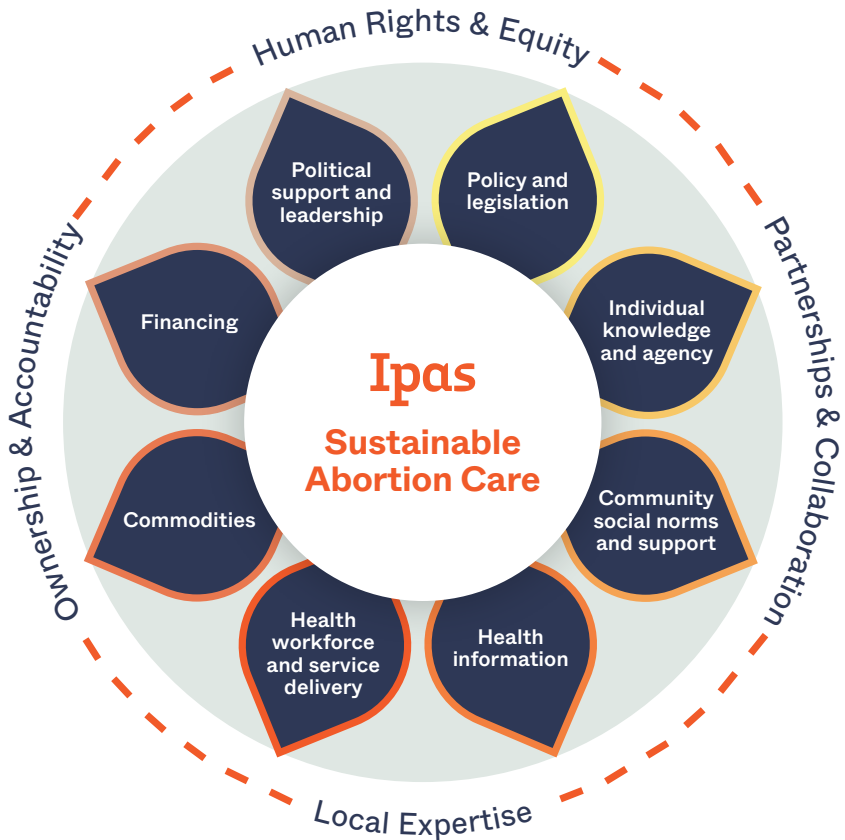 Human Rights & Equity
Political
support and
leadership
Policy and
legislation
Financing
Individual
knowledge
and agency
Ownership & Accountability
Partnerships & Collaboration
Ipas
Sustainable
Abortion Care
Commodities
Community
social norms
and support
Health
workforce
and service
delivery
Health
information
Local Expertise